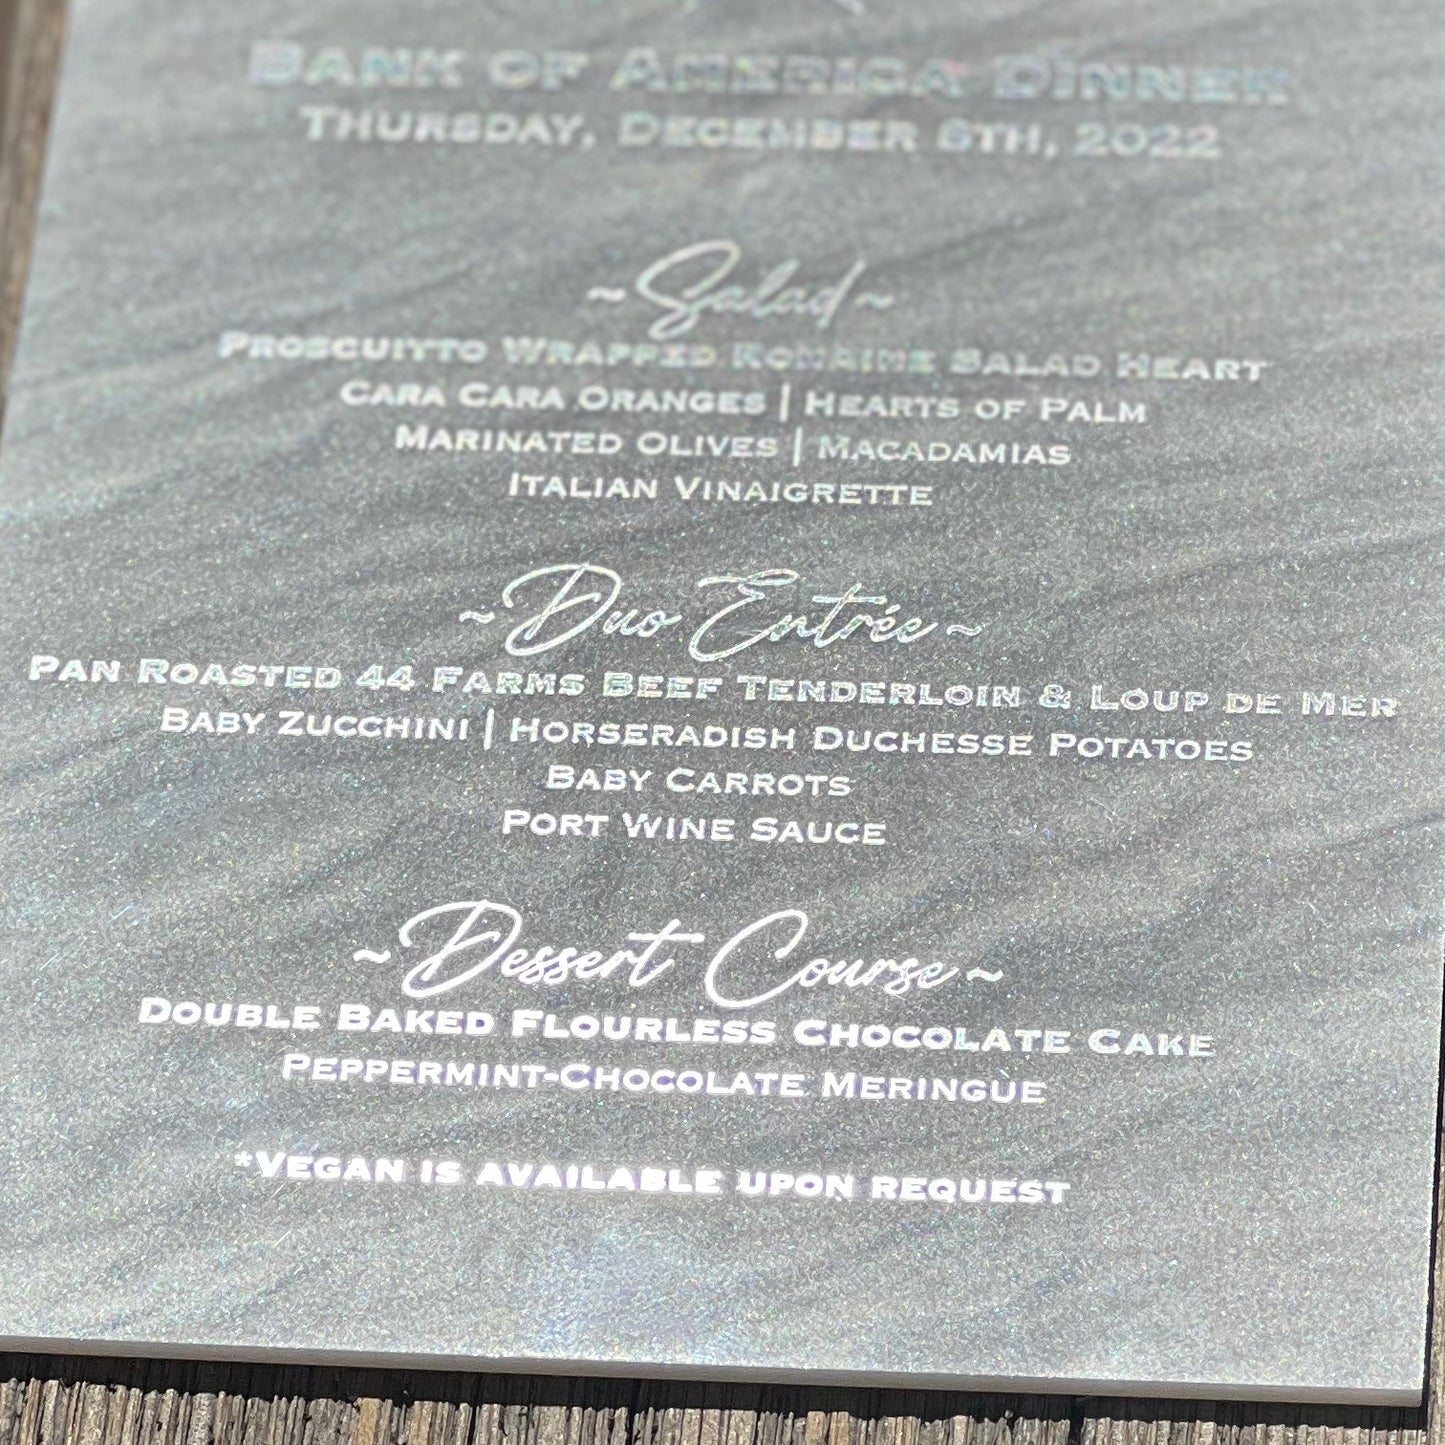 Bank of America Dinner
Thursday, December 8th, 2022
~Salad~
Proscuitto Wrapped Romaine Salad Heart
Cara Cara Oranges | Hearts of Palm
Marinated Olives | Macadamias
Italian Vinaigrette
~Duo Entrée~
Pan Roasted 44 Farms Beef Tenderloin & Loup de Mer
Baby Zucchini | Horseradish Duchesse Potatoes
Baby Carrots
Port Wine Sauce
~Dessert Course~
Double Baked Flourless Chocolate Cake
Peppermint-Chocolate Meringue
*Vegan is available upon request